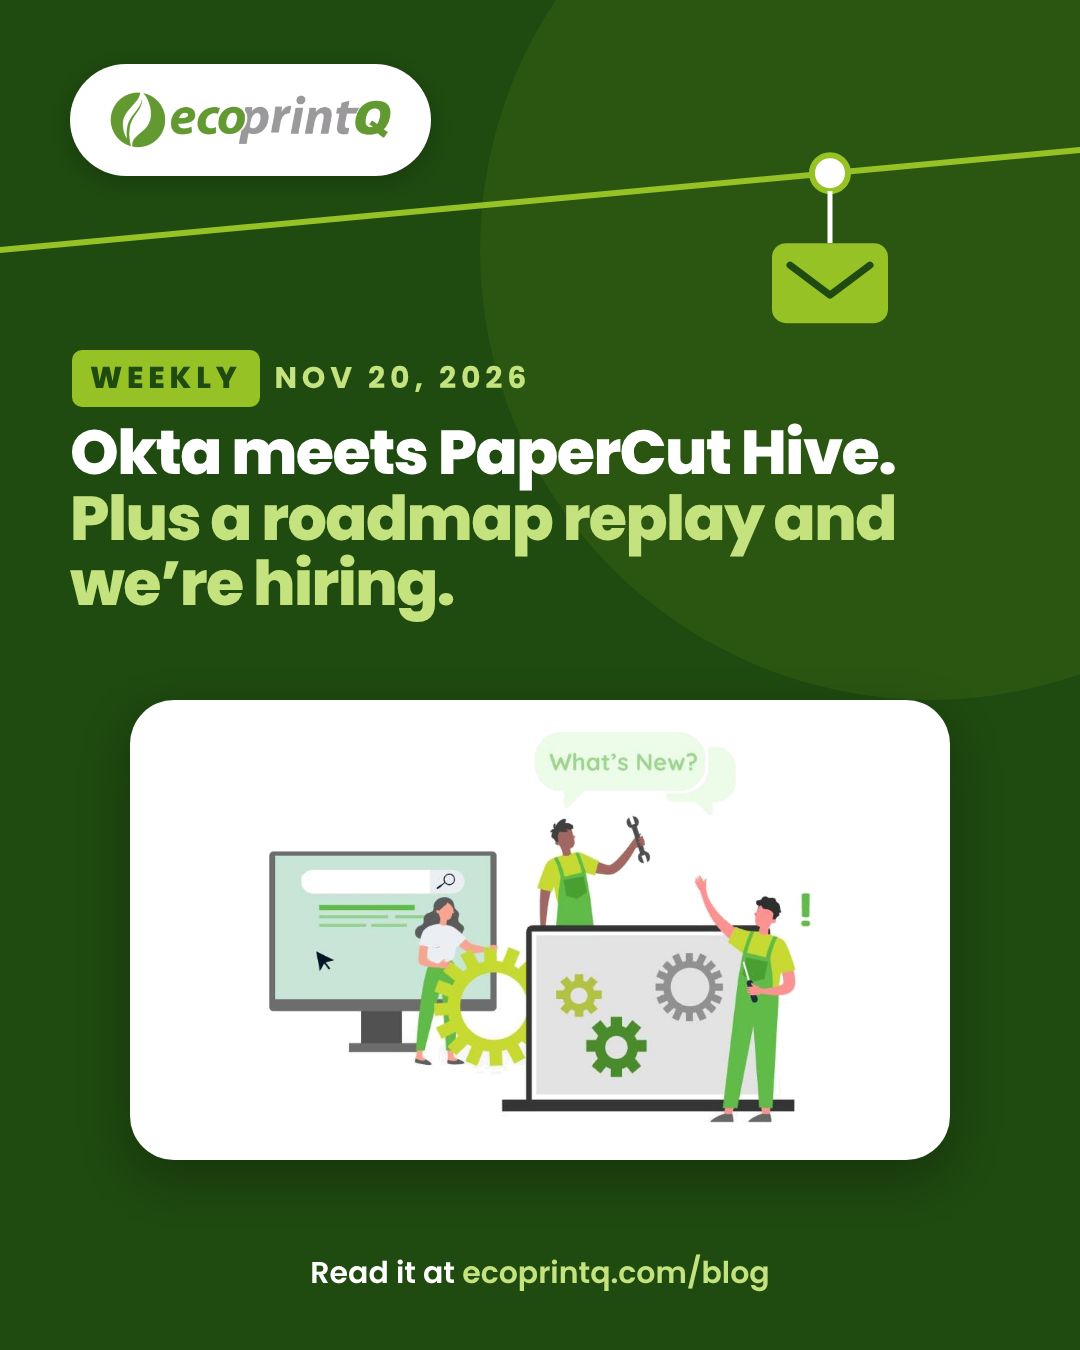 ecoprintQ
WEEKLY NOV 20, 2026
Okta meets PaperCut Hive.
Plus a roadmap replay and
we’re hiring.
What’s New?
!
Read it at ecoprintq.com/blog